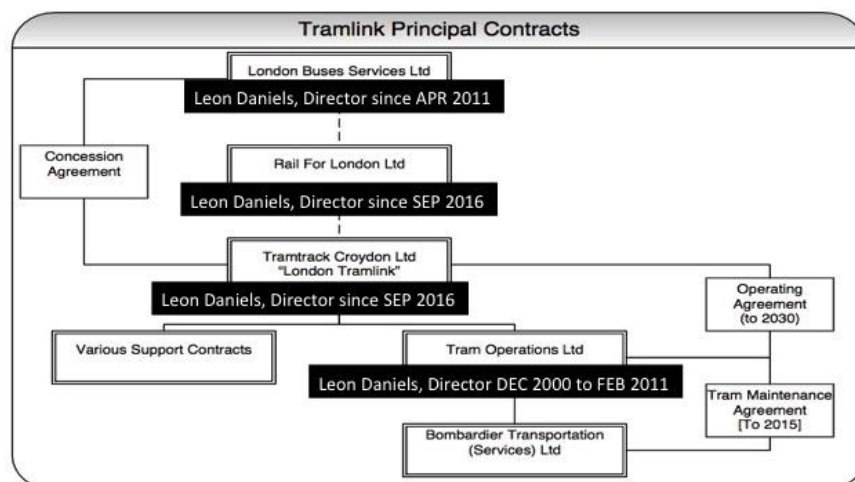 Tramlink Principal Contracts
London Buses Services Ltd
Leon Daniels, Director since APR 2011
Concession
Agreement
Rail For London Ltd
Leon Daniels, Director since SEP 2016
Tramtrack Croydon Ltd
"London Tramlink"
Leon Daniels, Director since SEP 2016
Operating
Agreement
(to 2030)
Various Support Contracts
Tram Operations Ltd
Leon Daniels, Director DEC 2000 to FEB 2011
Tram Maintenance
Agreement
[To 2015]
Bombardier Transportation
(Services) Ltd